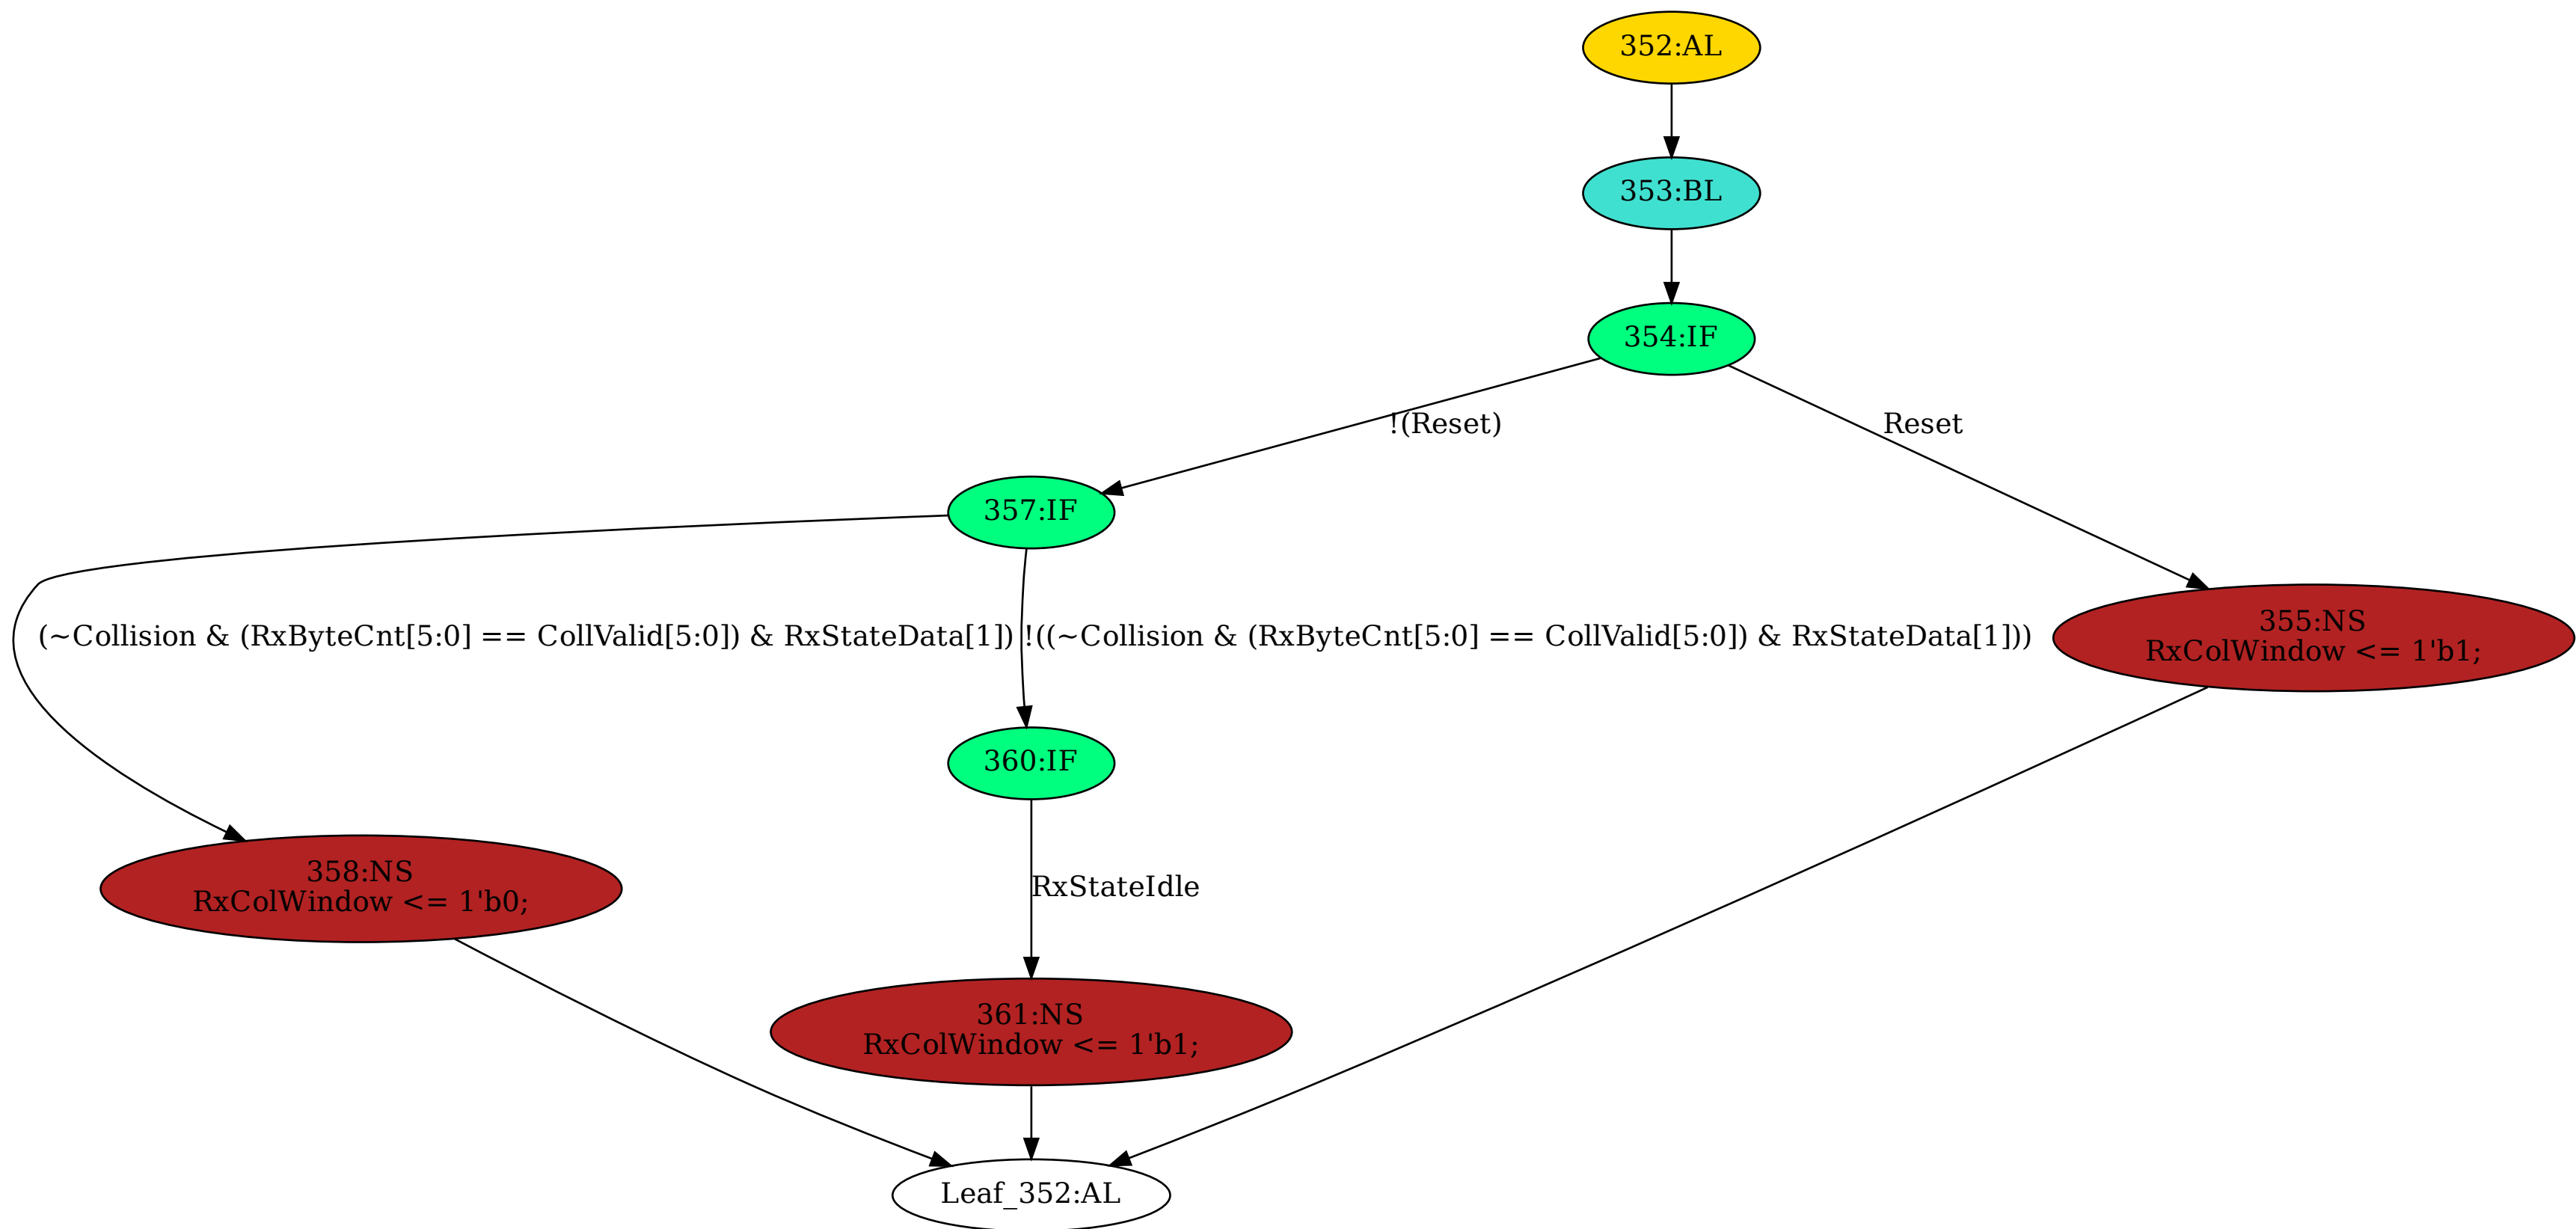 352:AL
353:BL
354:IF
!(Reset)
Reset
357:IF
(~Collision & (RxByteCnt[5:0] == CollValid[5:0]) & RxStateData[1])
!((~Collision & (RxByteCnt[5:0] == CollValid[5:0]) & RxStateData[1]))
355:NS
RxColWindow <= 1'b1;
360:IF
358:NS
RxColWindow <= 1'b0;
RxStateIdle
361:NS
RxColWindow <= 1'b1;
Leaf_352:AL